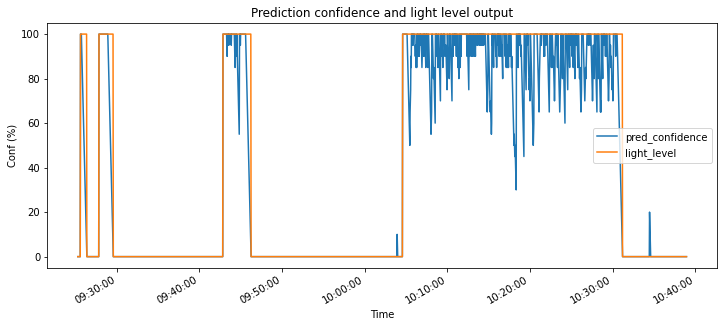 Prediction confidence and light level output
Conf (%)
100
80
60
40
20
0
pred_confidence
light_level
09:30:00
09:40:00
09:50:00
10:00:00
10:10:00
10:20:00
10:30:00
10:40:00
Time